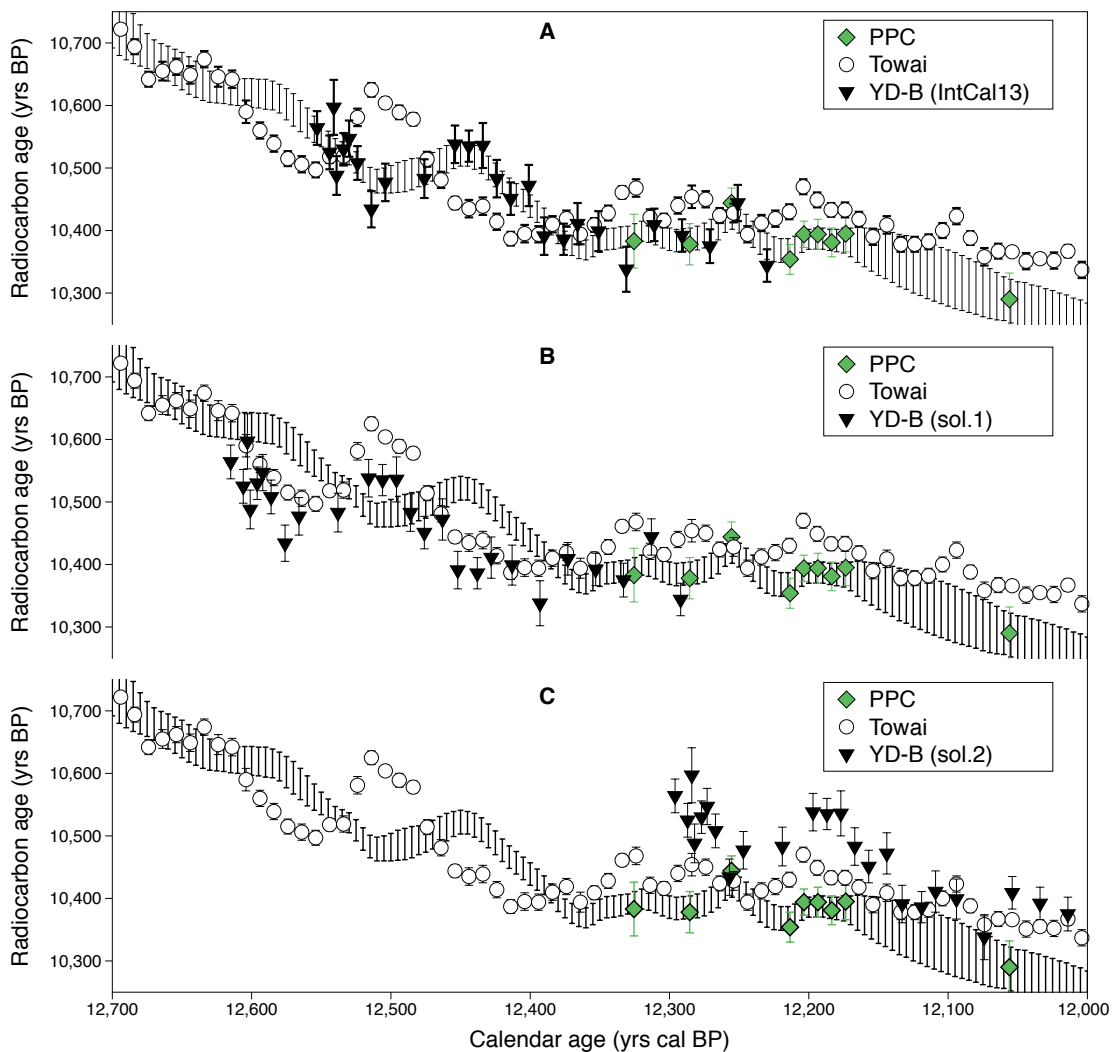 A
PPC
Towai
YD-B (IntCal13)
10,700
10,600
10,500
10,400
10,300
Radiocarbon age (yrs BP)
B
PPC
Towai
YD-B (sol.1)
10,700
10,600
10,500
10,400
10,300
Radiocarbon age (yrs BP)
C
PPC
Towai
YD-B (sol.2)
10,700
10,600
10,500
10,400
10,300
Radiocarbon age (yrs BP)
12,700 12,600 12,500 12,400 12,300 12,200 12,100 12,000
Calendar age (yrs cal BP)